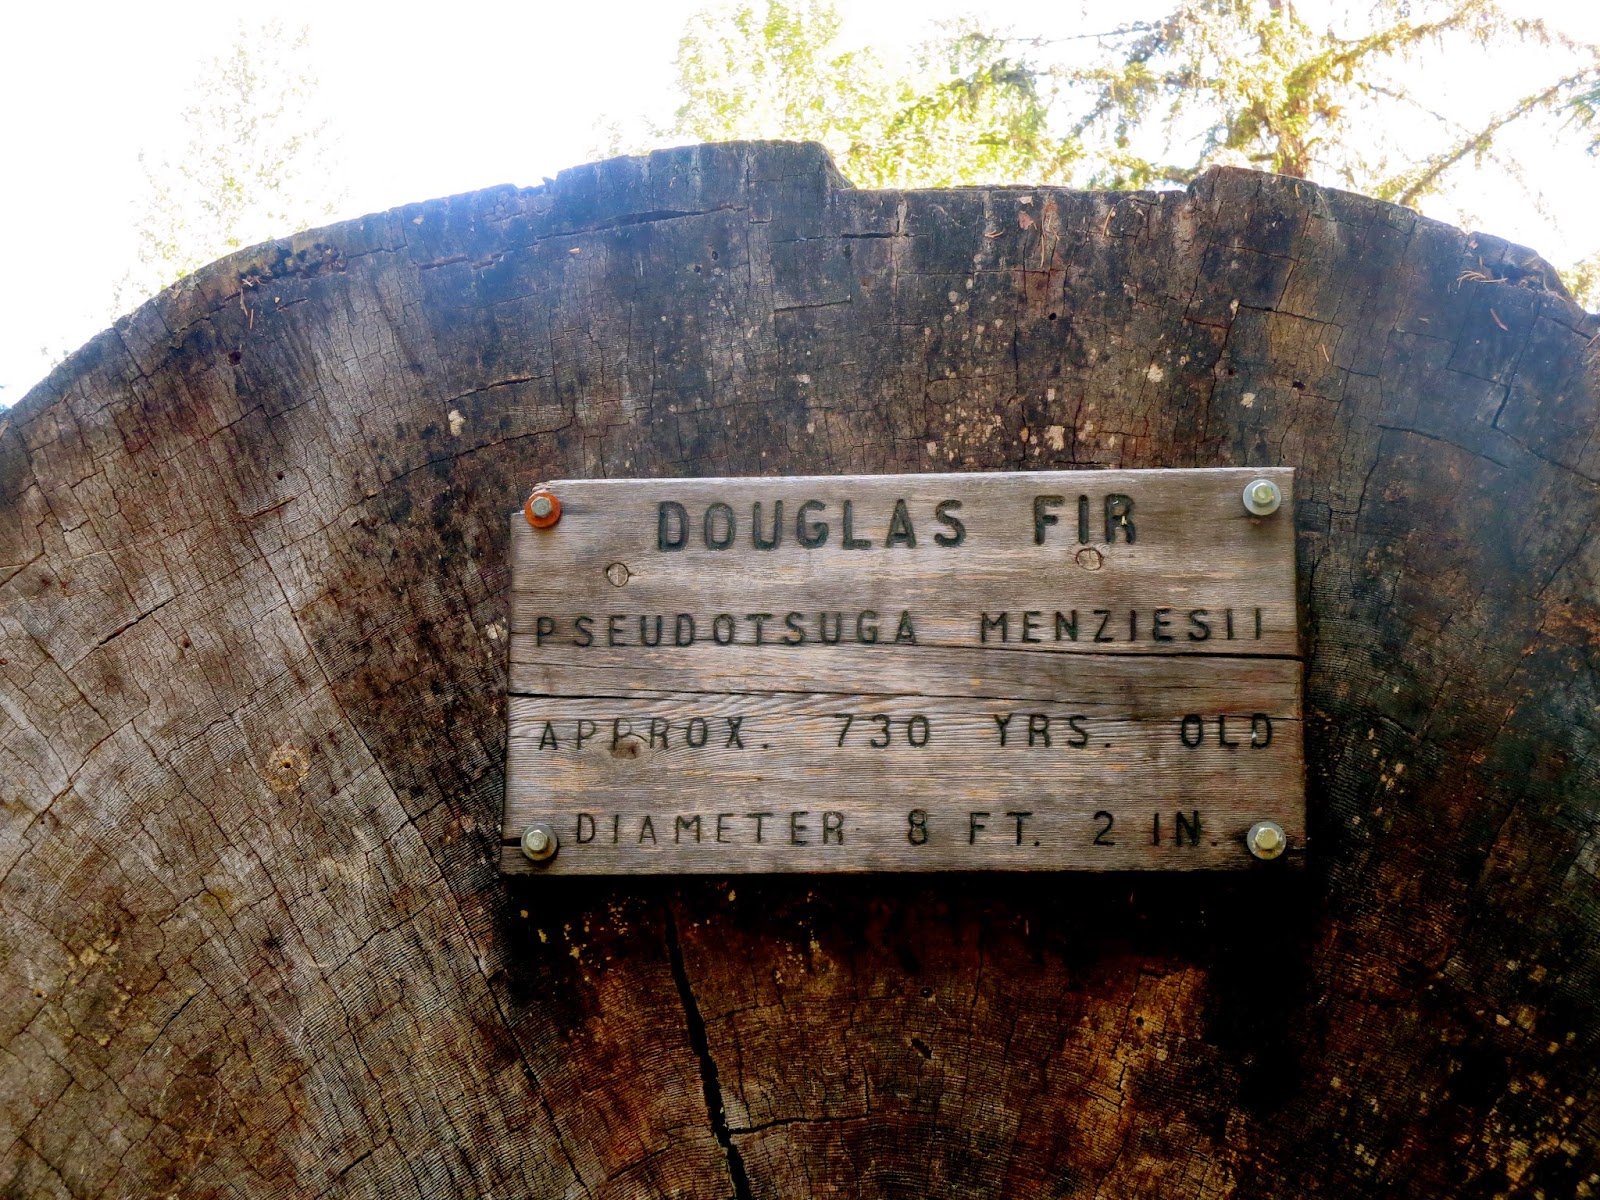 DOUGLAS FIR
PSEUDOTSUGA MENZIESII
APPROX. 730 YRS. OLD
DIAMETER 8 FT. 2 IN.